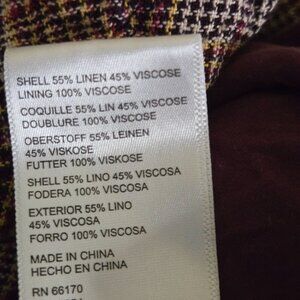 SHELL 55% LINEN 45% VISCOSE
LINING 100% VISCOSE
COQUILLE 55% LIN 45% VISCOSE
DOUBLURE 100% VISCOSE
OBERSTOFF 55% LEINEN
45% VISKOSE
FUTTER 100% VISKOSE
SHELL 55% LINO 45% VISCOSA
FODERA 100% VISCOSA
EXTERIOR 55% LINO
45% VISCOSA
FORRO 100% VISCOSA
MADE IN CHINA
HECHO EN CHINA
RN 66170